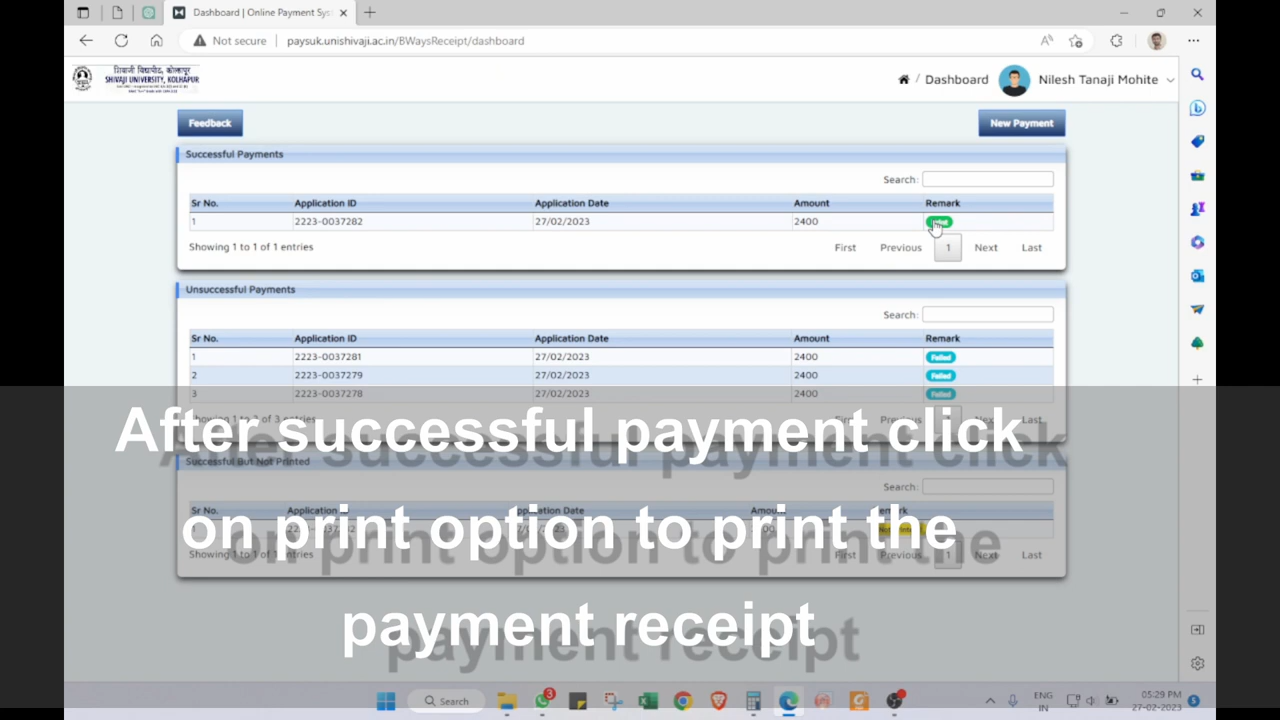 Dashboard | Online Payment Sys
Not secure | paysuk.unishivaji.ac.in/BWaysReceipt/dashboard
शिवाजी विद्यापीठ, कोल्हापूर
SHIVAJI UNIVERSITY, KOLHAPUR
/ Dashboard
Nilesh Tanaji Mohite
Feedback
New Payment
Successful Payments
Search:
Sr No. Application ID Application Date Amount Remark
1 2223-0037282 27/02/2023 2400
Showing 1 to 1 of 1 entries
First Previous 1 Next Last
Unsuccessful Payments
Search:
Sr No. Application ID Application Date Amount Remark
1 2223-0037281 27/02/2023 2400 Failed
2 2223-0037279 27/02/2023 2400 Failed
3 2223-0037278 27/02/2023 2400 Failed
After successful payment click
on print option to print the
payment receipt
Successful But Not Printed
Search:
Sr No.
Showing 1 to 1 of 1 entries
First Previous 1 Next Last
Search
3
ENG
IN
05:29 PM
27-02-2023